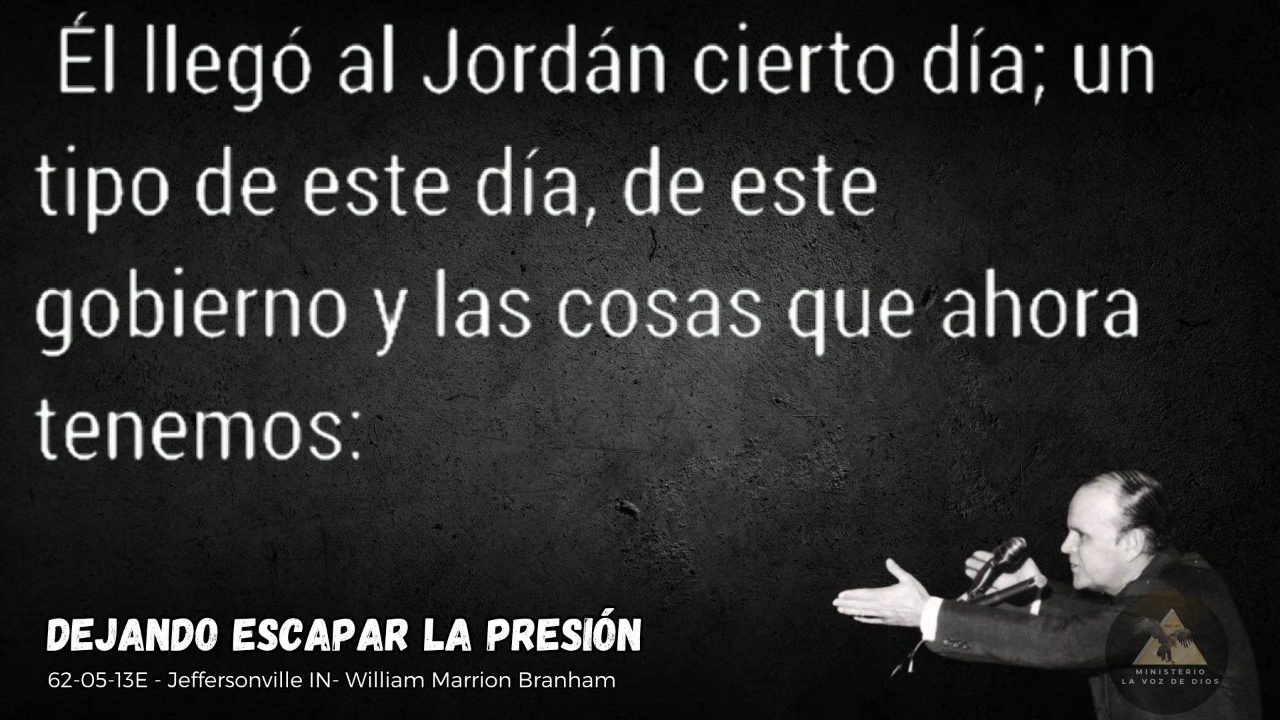 Él llegó al Jordán cierto día; un
tipo de este día, de este
gobierno y las cosas que ahora
tenemos:
DEJANDO ESCAPAR LA PRESIÓN
62-05-13E - Jeffersonville IN- William Marrion Branham
MINISTERIO
LA VOZ DE DIOS